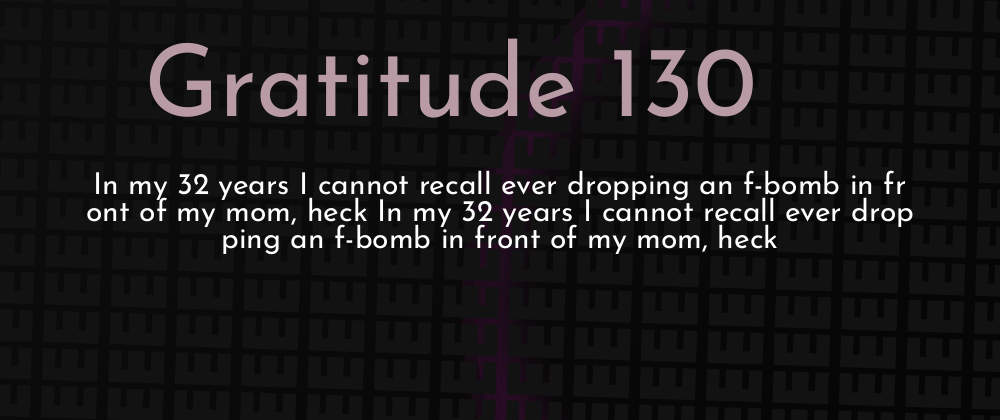 Gratitude 130
In my 32 years I cannot recall ever dropping an f-bomb in fr
ont of my mom, heck In my 32 years I cannot recall ever drop
ping an f-bomb in front of my mom, heck